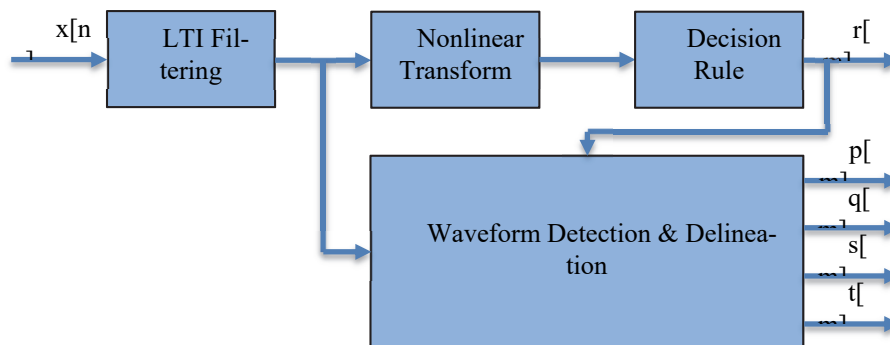 x[n
]
LTI Fil-
tering
Nonlinear
Transform
Decision
Rule
r[
m]
p[
m]
Waveform Detection & Delinea-
tion
q[
m]
s[
m]
t[
m]